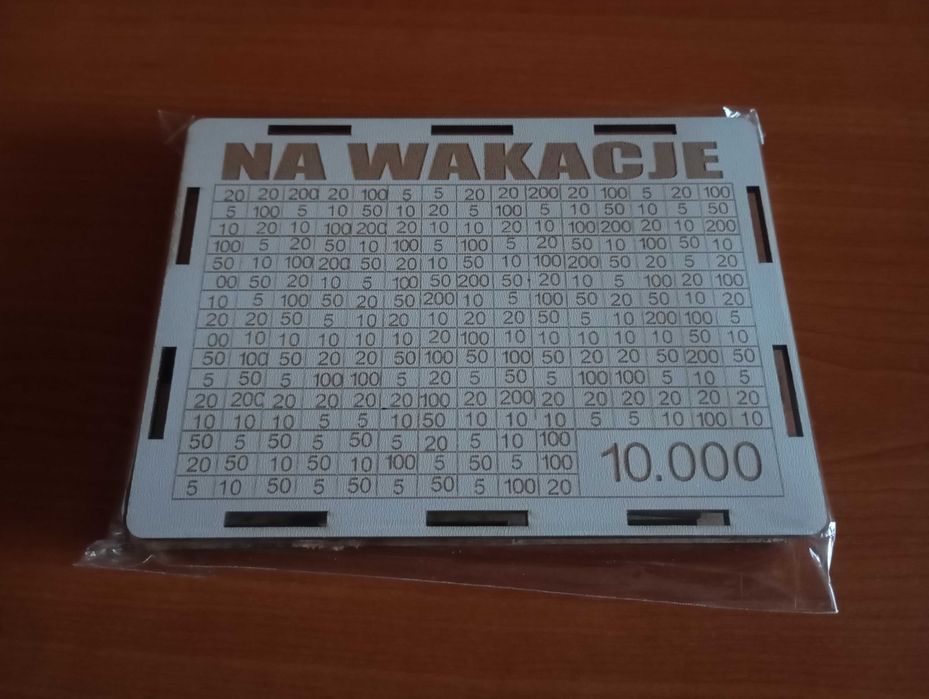 NA WAKACJE
20 20 200 20 100 5 5 20 20 200 20 100 5 20 100
5 100 5 10 50 10 20 5 100 5 10 50 10 5 50
10 20 10 100 200 20 10 10 20 10 100 200 20 10 200
100 5 20 50 10 100 5 100 5 20 50 10 100 50 10
50 10 100 200 50 20 10 50 10 100 200 50 20 5 20
00 50 20 10 5 100 50 200 50 20 10 5 100 20 100
10 5 100 50 20 50 200 10 5 100 50 20 50 10 20
20 20 50 5 10 20 10 20 20 50 5 10 200 100 5
00 10 10 10 10 10 20 100 10 10 10 10 10 50 10
50 100 50 20 20 50 100 50 100 50 20 20 50 200 50
5 50 5 100 100 5 20 5 50 5 100 100 5 10 5
20 200 20 20 20 20 100 20 200 20 20 20 20 20 20
10 10 10 5 5 10 50 10 10 10 5 5 10 100 10
50 5 50 5 50 5 20 5 10 100
20 50 10 50 10 100 5 50 5 100
10.000
5 10 50 5 50 5 50 5 100 20